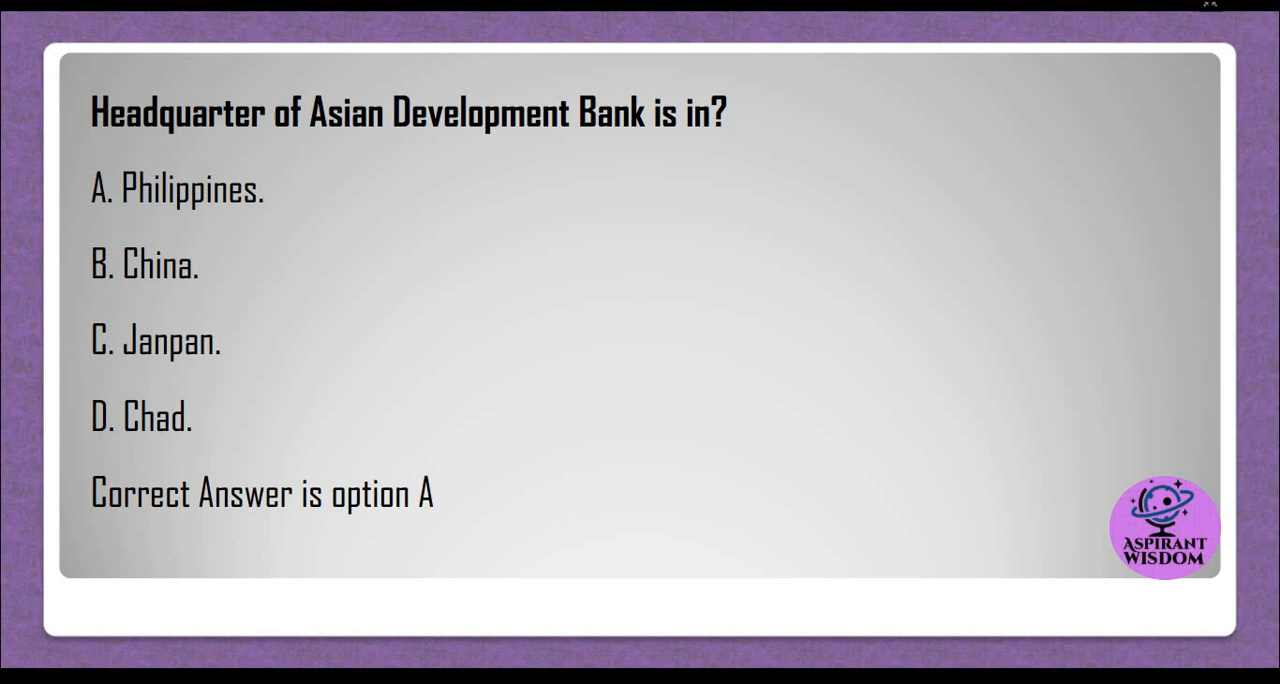 Headquarter of Asian Development Bank is in?
A. Philippines.
B. China.
C. Janpan.
D. Chad.
Correct Answer is option A
ASPIRANT
WISDOM